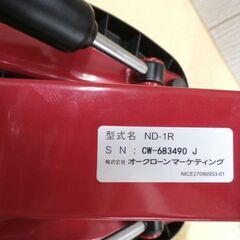 型式名 ND-1R
S N : CW-683490 J
株式会社 オークローンマーケティング
NICE27090953-01